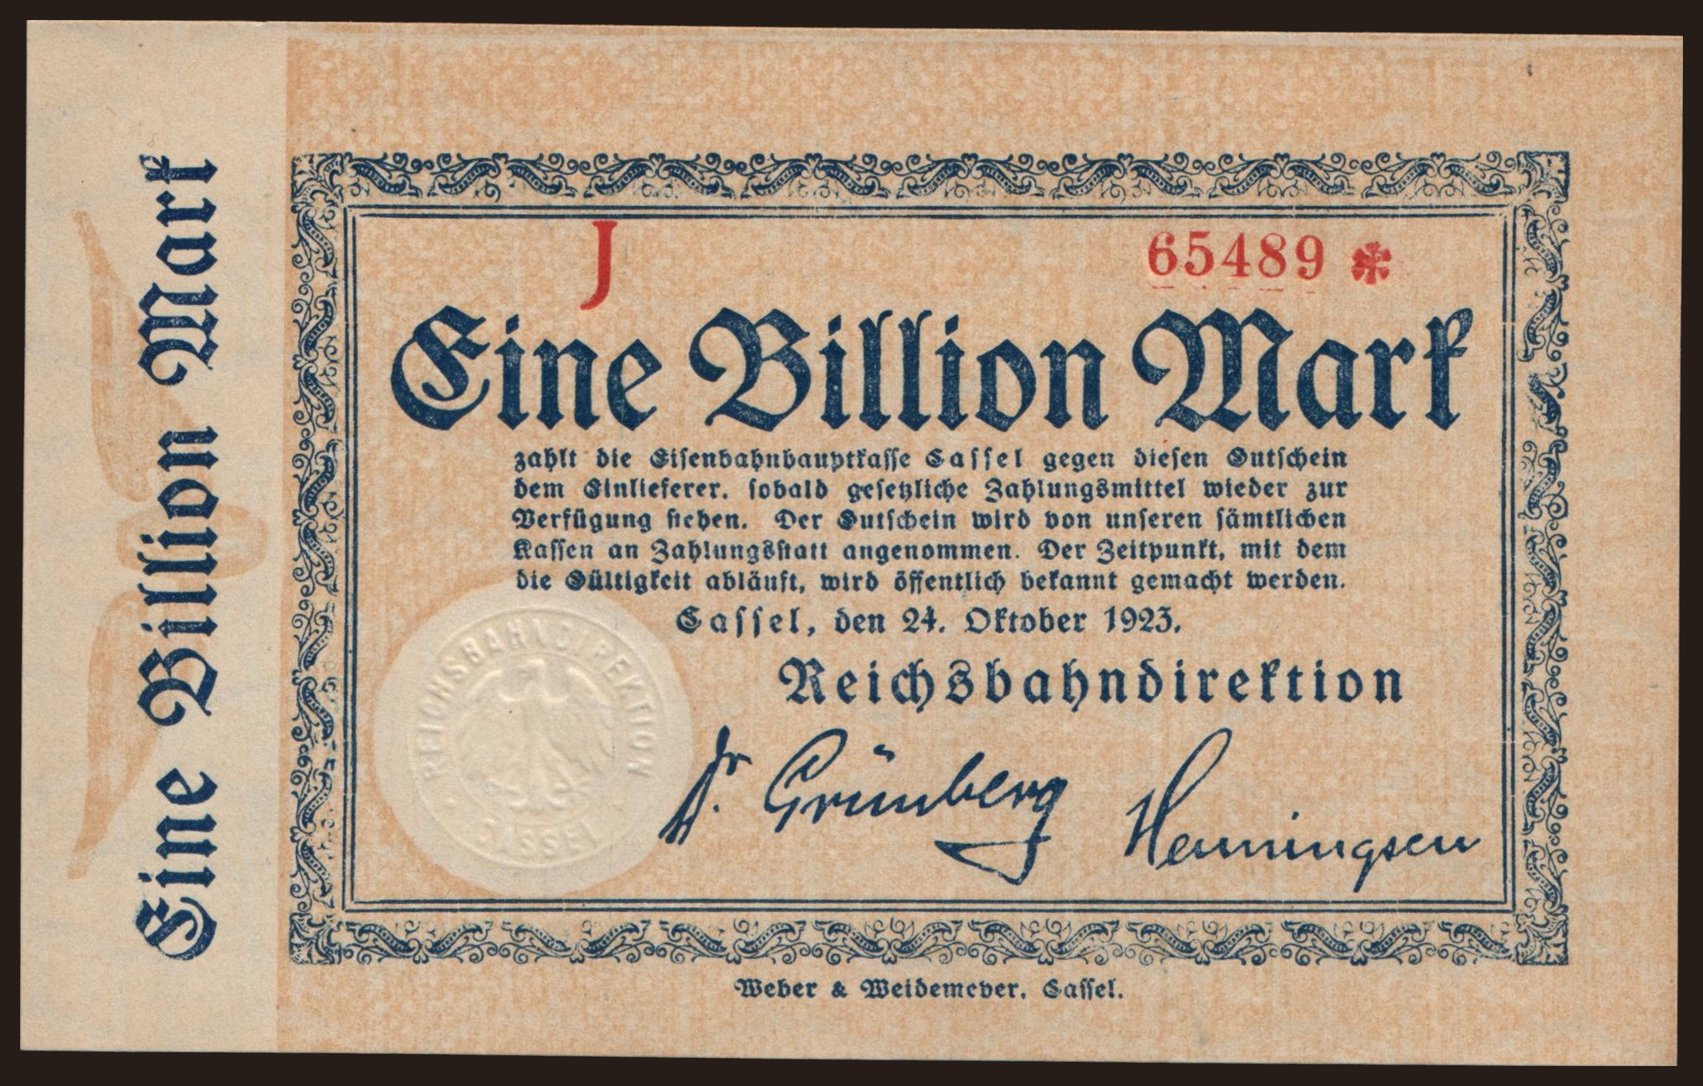 Eine Billion Mark
J
65489 *
Eine Billion Mark
zahlt die Eisenbahnhauptkasse Cassel gegen diesen Gutschein
dem Einlieferer, sobald gesetzliche Zahlungsmittel wieder zur
Verfügung stehen. Der Gutschein wird von unseren sämtlichen
Kassen an Zahlungsstatt angenommen. Der Zeitpunkt, mit dem
die Gültigkeit abläuft, wird öffentlich bekannt gemacht werden.
Cassel, den 24. Oktober 1923.
Reichsbahndirektion
REICHSBAHNDIREKTION
CASSEL
Dr. Grünberg Henningsen
Weber & Weidemeyer, Cassel.